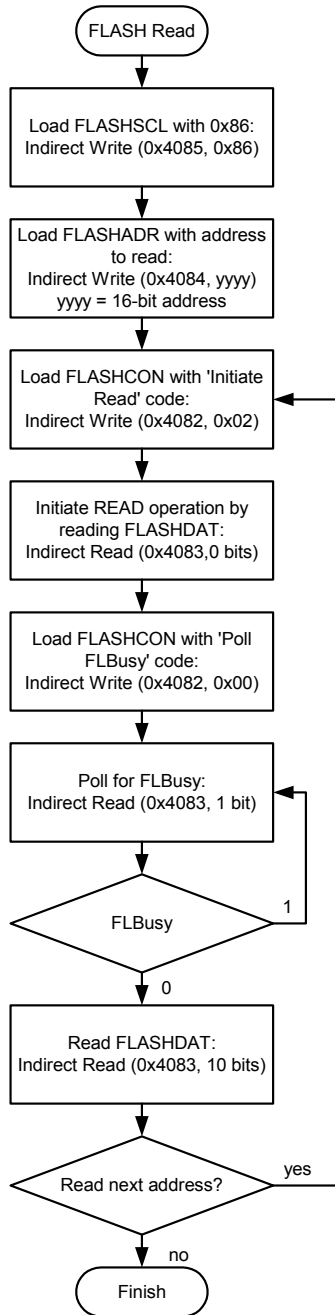 FLASH Read
Load FLASHSCL with 0x86:
Indirect Write (0x4085, 0x86)
Load FLASHADR with address
to read:
Indirect Write (0x4084, yyyy)
yyyy = 16-bit address
Load FLASHCON with 'Initiate
Read' code:
Indirect Write (0x4082, 0x02)
Initiate READ operation by
reading FLASHDAT:
Indirect Read (0x4083,0 bits)
Load FLASHCON with 'Poll
FLBusy' code:
Indirect Write (0x4082, 0x00)
Poll for FLBusy:
Indirect Read (0x4083, 1 bit)
FLBusy
1
0
Read FLASHDAT:
Indirect Read (0x4083, 10 bits)
Read next address?
yes
no
Finish